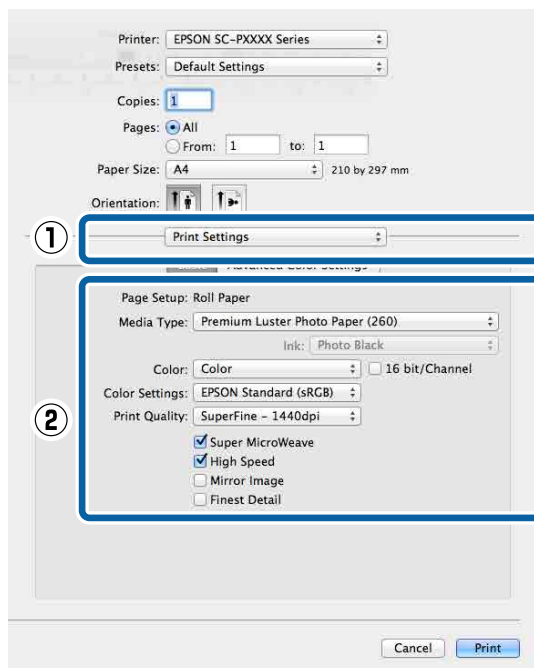 Printer: EPSON SC-PXXXX Series
Presets: Default Settings
Copies: 1
Pages: All
From: 1 to: 1
Paper Size: A4 210 by 297 mm
Orientation:
1 Print Settings
Advanced Color Settings
2
Page Setup: Roll Paper
Media Type: Premium Luster Photo Paper (260)
Ink: Photo Black
Color: Color 16 bit/Channel
Color Settings: EPSON Standard (sRGB)
Print Quality: SuperFine - 1440dpi
Super MicroWeave
High Speed
Mirror Image
Finest Detail
Cancel Print